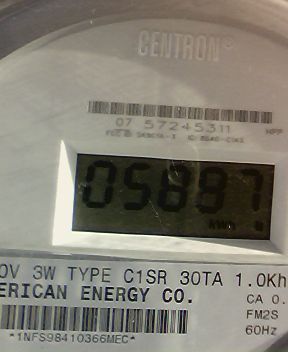 CENTRON®
07 57245311
05887
KWH
0V 3W TYPE C1SR 30TA 1.0Kh
ERICAN ENERGY CO.
CA 0.
FM2S
60Hz
*1NFS98410366MEC*